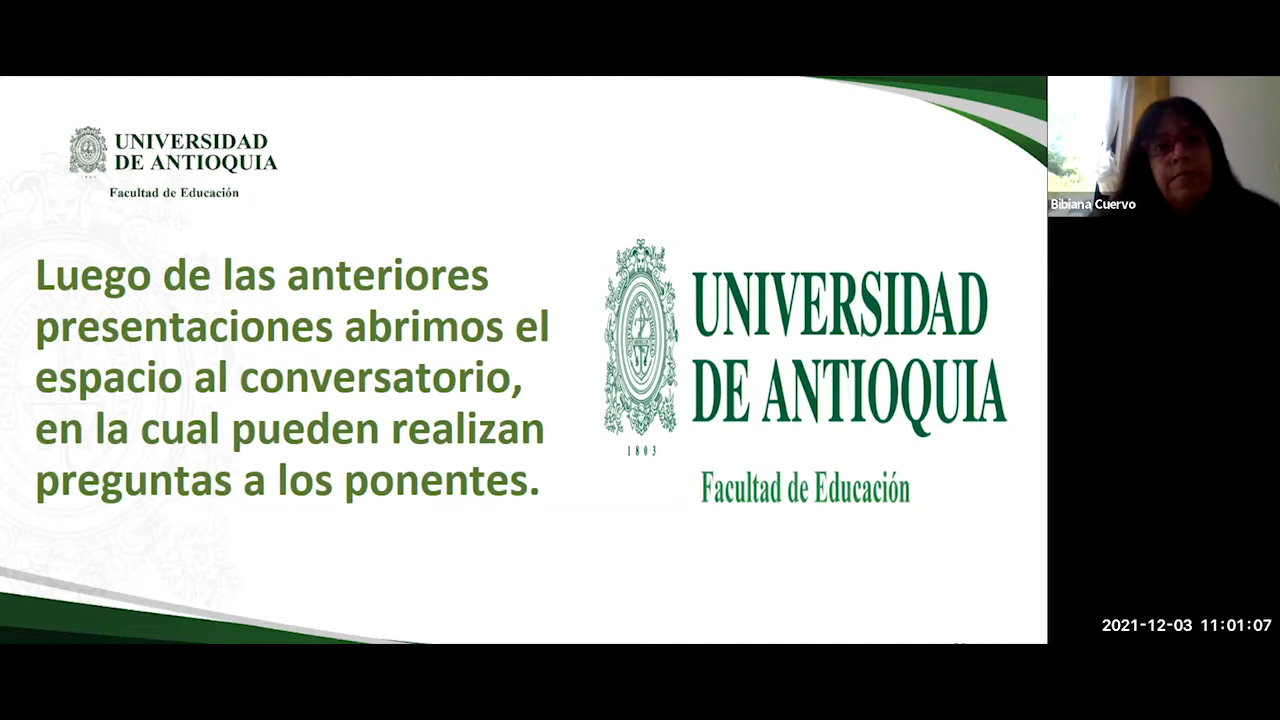 UNIVERSIDAD
DE ANTIOQUIA
1803
Facultad de Educación
Luego de las anteriores
presentaciones abrimos el
espacio al conversatorio,
en la cual pueden realizan
preguntas a los ponentes.
UNIVERSIDAD
DE ANTIOQUIA
1803
Facultad de Educación
Bibiana Cuervo
2021-12-03 11:01:07